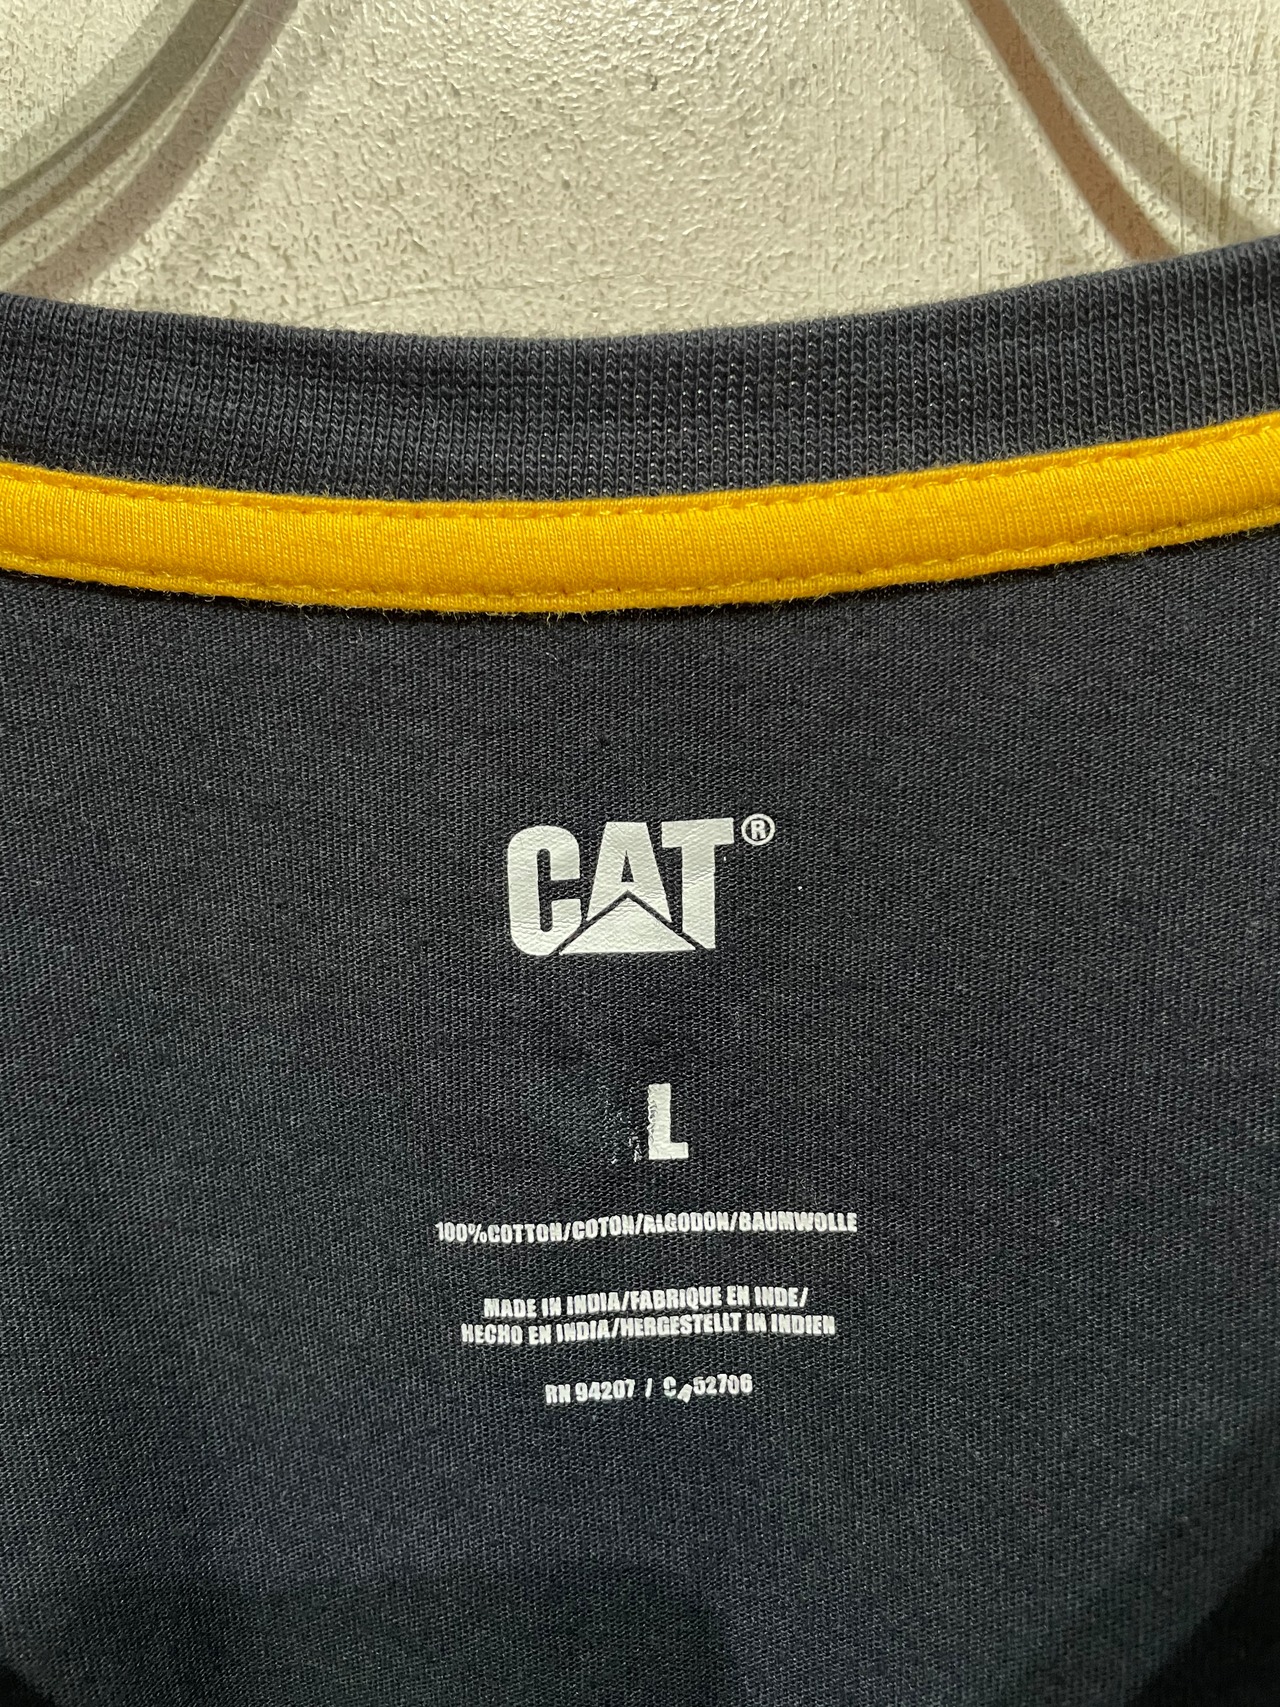 CAT®
L
100%COTTON/COTON/ALGODON/BAUMWOLLE
MADE IN INDIA/FABRIQUE EN INDE/
HECHO EN INDIA/HERGESTELLT IN INDIEN
RN 94207 / CA52706